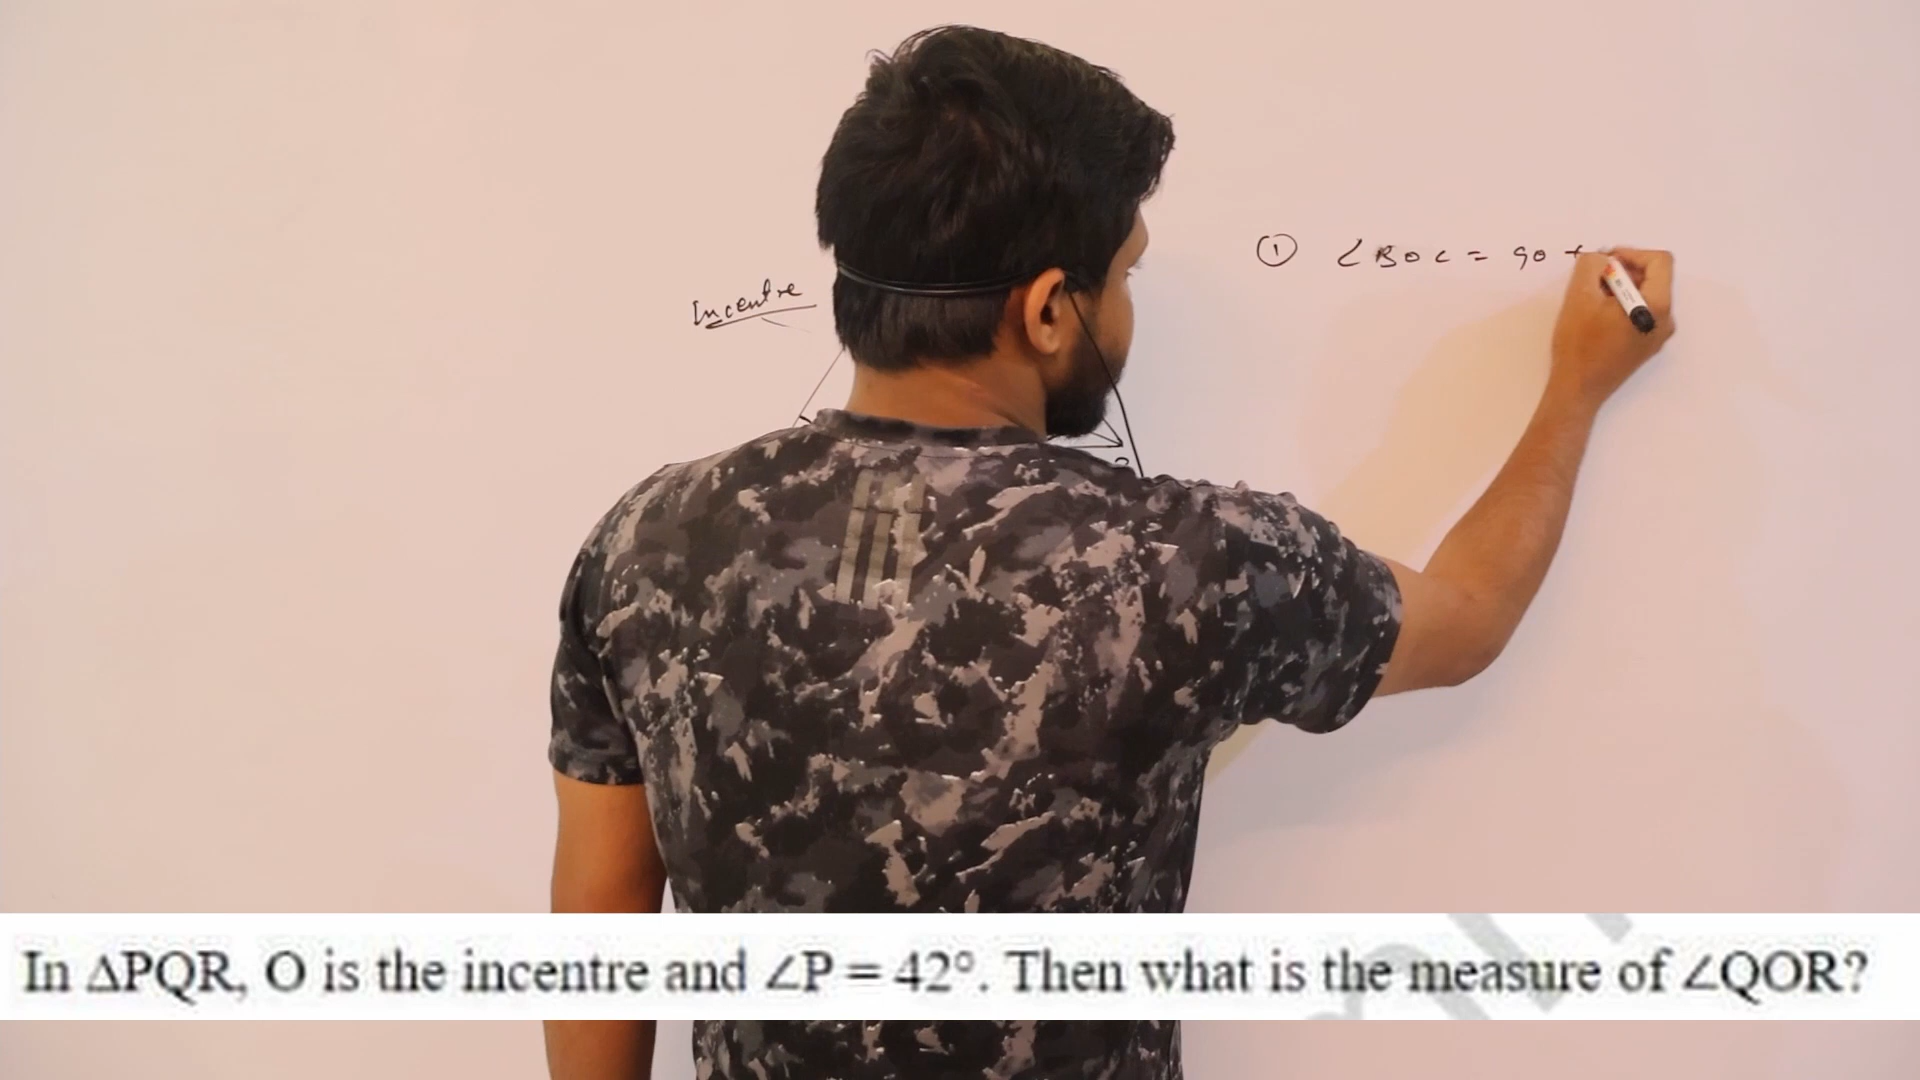 Incentre
① ∠BOC = 90 +
In ΔPQR, O is the incentre and ∠P = 42°. Then what is the measure of ∠QOR?